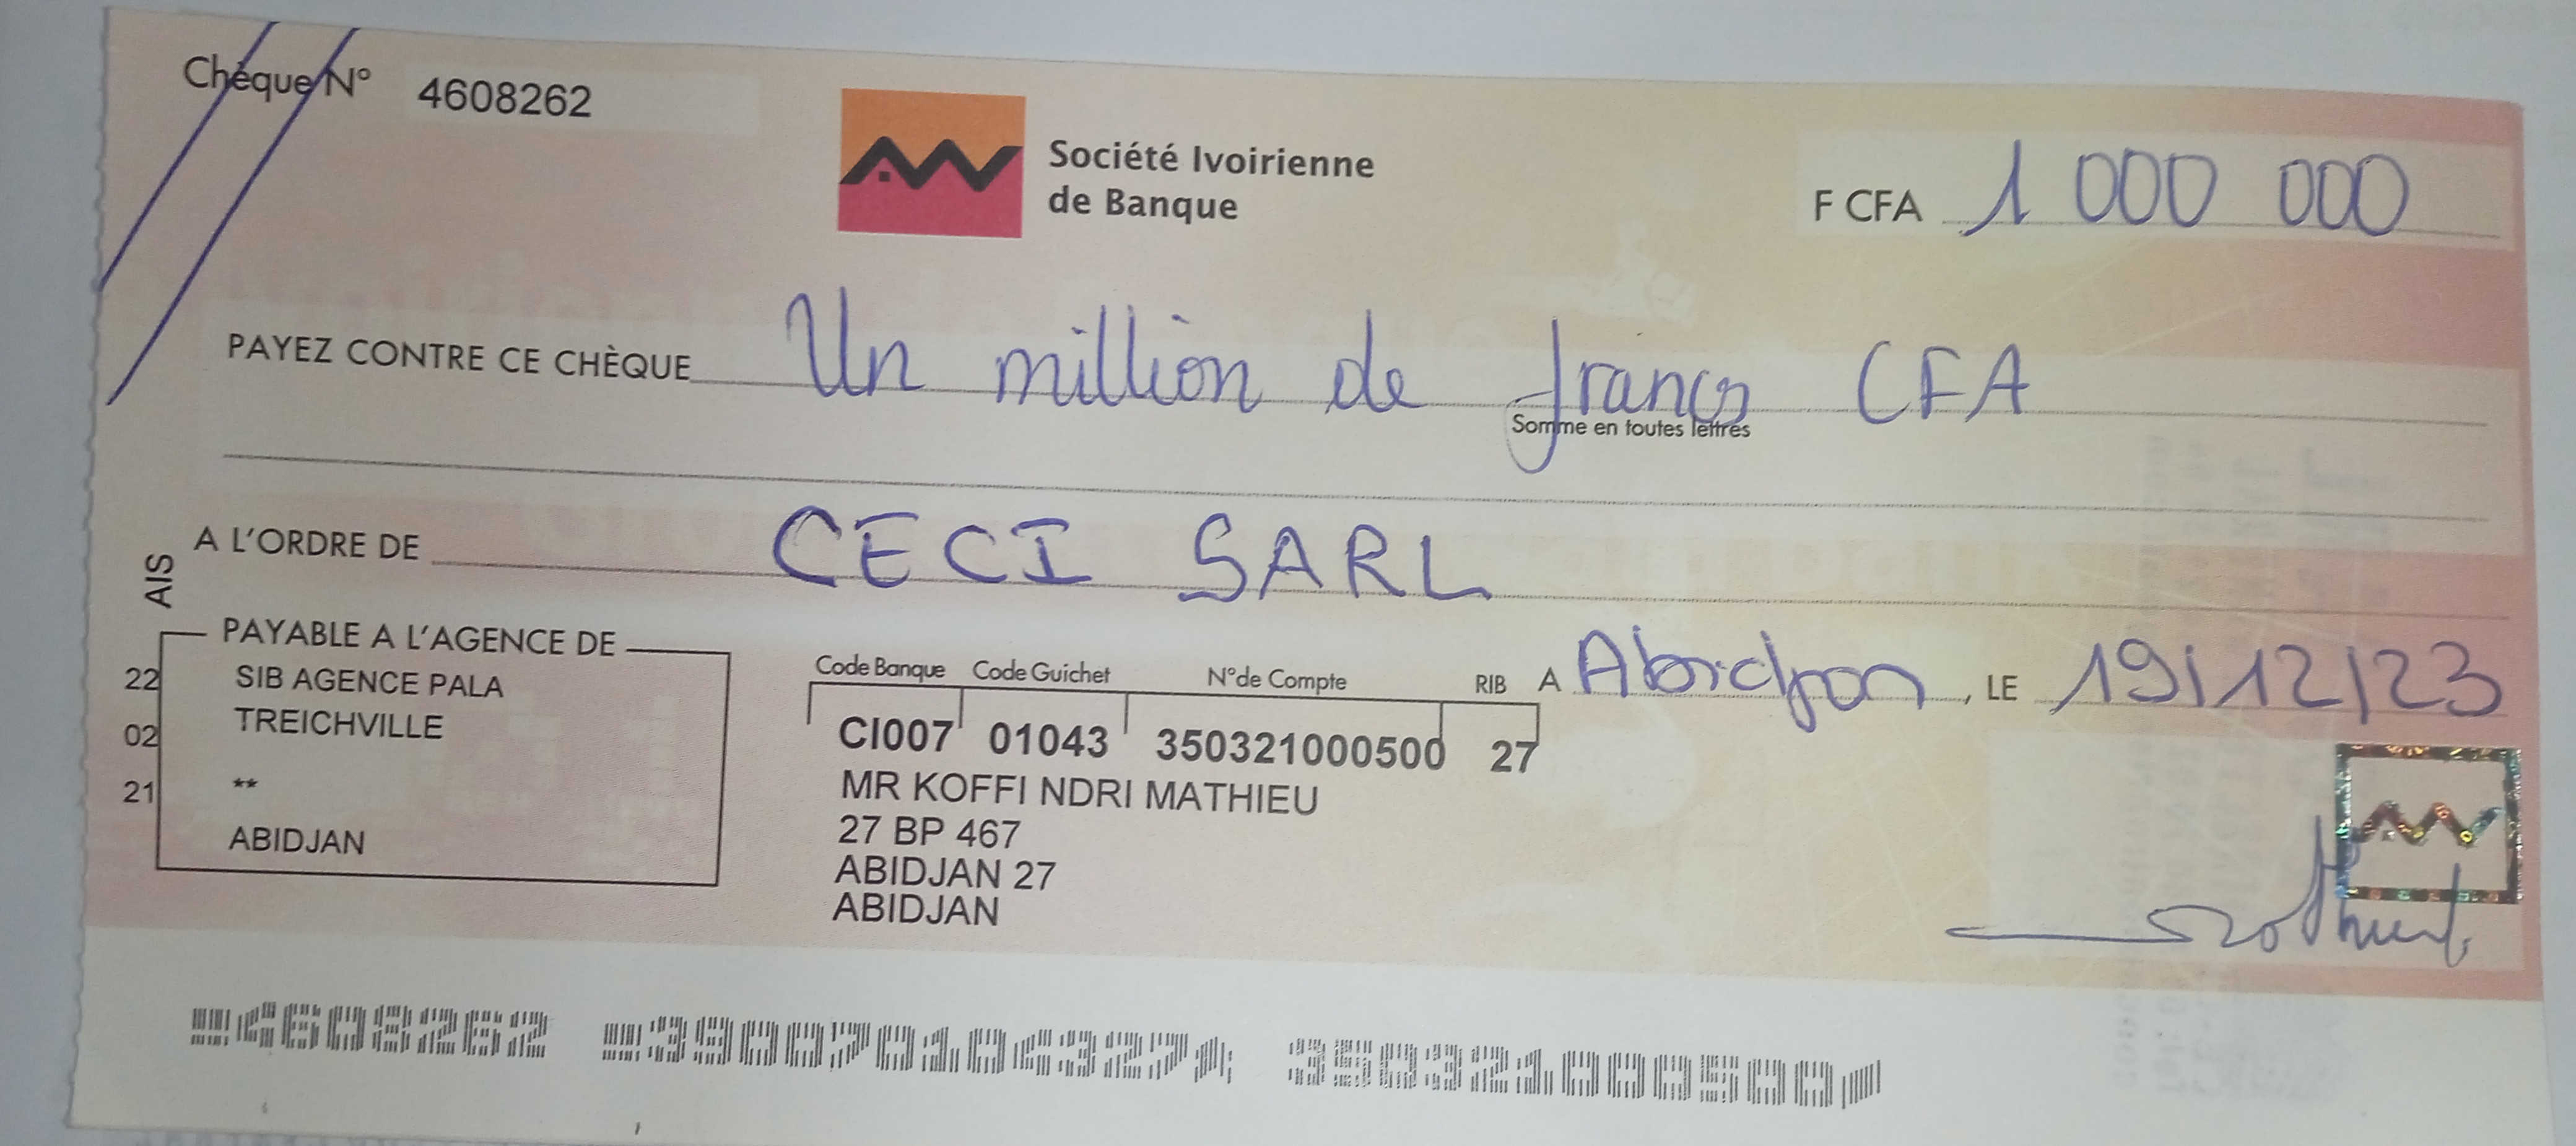 Chèque N° 4608262
Société Ivoirienne
de Banque
F CFA 1 000 000
PAYEZ CONTRE CE CHÈQUE Un million de francs CFA
Somme en toutes lettres
A L'ORDRE DE CECI SARL
AIS
PAYABLE A L'AGENCE DE
22 SIB AGENCE PALA
02 TREICHVILLE
21 **
ABIDJAN
Code Banque Code Guichet N°de Compte RIB
CI007 01043 350321000500 27
MR KOFFI NDRI MATHIEU
27 BP 467
ABIDJAN 27
ABIDJAN
A Abidjan, LE 19/12/23
4608262 390070104327 350321000500